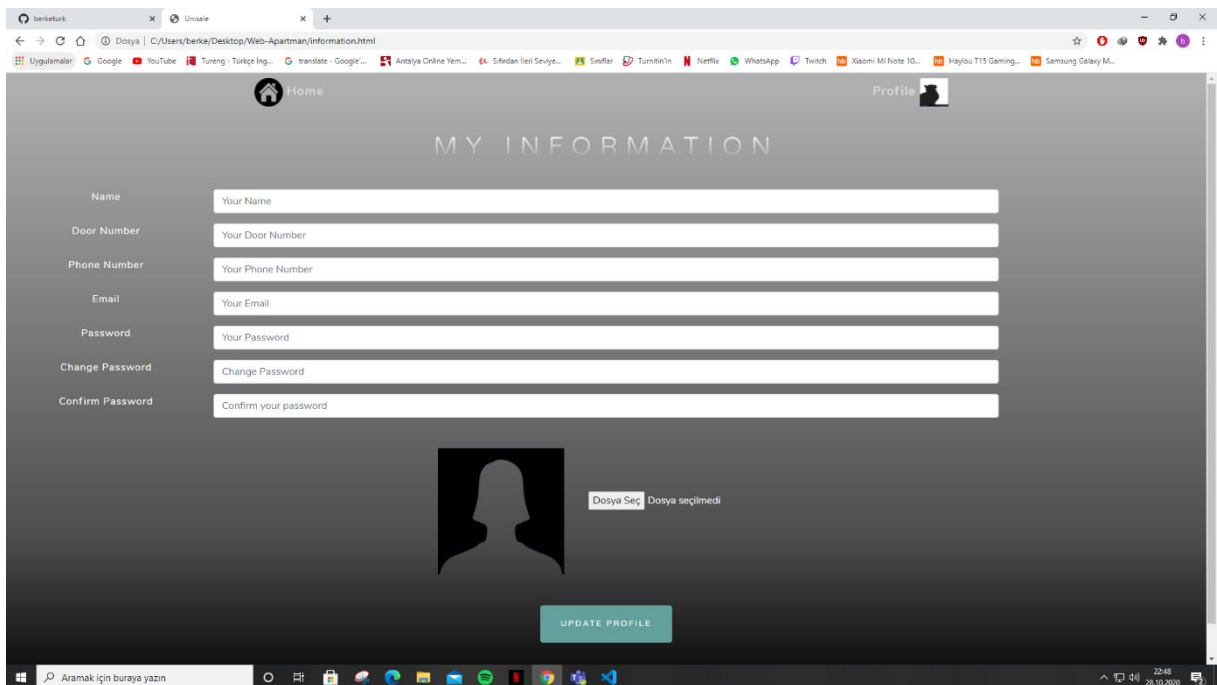 berketurk
Unisale
Dosya | C:/Users/berke/Desktop/Web-Apartman/information.html
Uygulamalar Google YouTube Tureng - Türkçe İng... translate - Google'... Antalya Online Yem... Sıfırdan İleri Seviye... Sınıflar Turnitin'in Netflix WhatsApp Twitch Xiaomi Mi Note 10... Haylou T15 Gaming... Samsung Galaxy M...
Home
Profile
MY INFORMATION
Name
Your Name
Door Number
Your Door Number
Phone Number
Your Phone Number
Email
Your Email
Password
Your Password
Change Password
Change Password
Confirm Password
Confirm your password
Dosya Seç Dosya seçilmedi
UPDATE PROFILE
Aramak için buraya yazın
22:48
28.10.2020